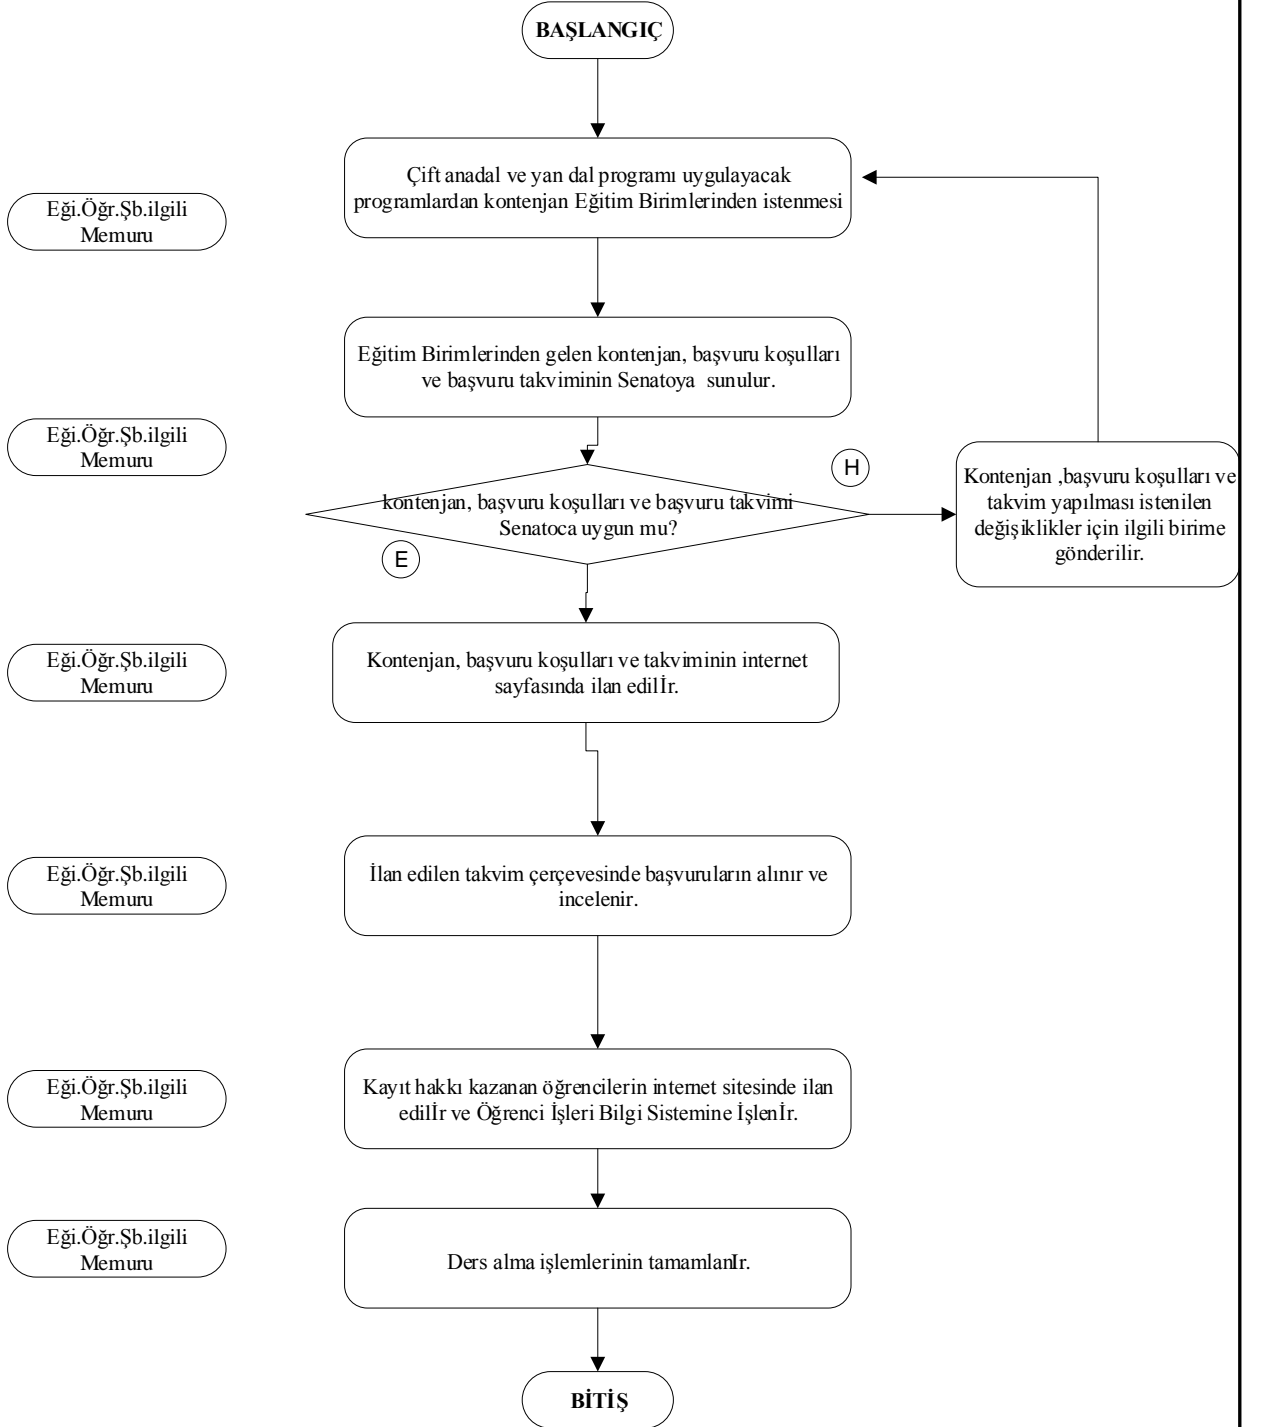 BAŞLANGIÇ
Çift anadal ve yan dal programı uygulayacak
programlardan kontenjan Eğitim Birimlerinden istenmesi
Eği.Öğr.Şb.ilgili
Memuru
Eğitim Birimlerinden gelen kontenjan, başvuru koşulları
ve başvuru takviminin Senatoya sunulur.
Eği.Öğr.Şb.ilgili
Memuru
kontenjan, başvuru koşulları ve başvuru takvimi
Senatoca uygun mu?
H
E
Kontenjan ,başvuru koşulları ve
takvim yapılması istenilen
değişiklikler için ilgili birime
gönderilir.
Eği.Öğr.Şb.ilgili
Memuru
Kontenjan, başvuru koşulları ve takviminin internet
sayfasında ilan edilİr.
Eği.Öğr.Şb.ilgili
Memuru
İlan edilen takvim çerçevesinde başvuruların alınır ve
incelenir.
Eği.Öğr.Şb.ilgili
Memuru
Kayıt hakkı kazanan öğrencilerin internet sitesinde ilan
edilİr ve Öğrenci İşleri Bilgi Sistemine İşlenİr.
Eği.Öğr.Şb.ilgili
Memuru
Ders alma işlemlerinin tamamlanIr.
BİTİŞ